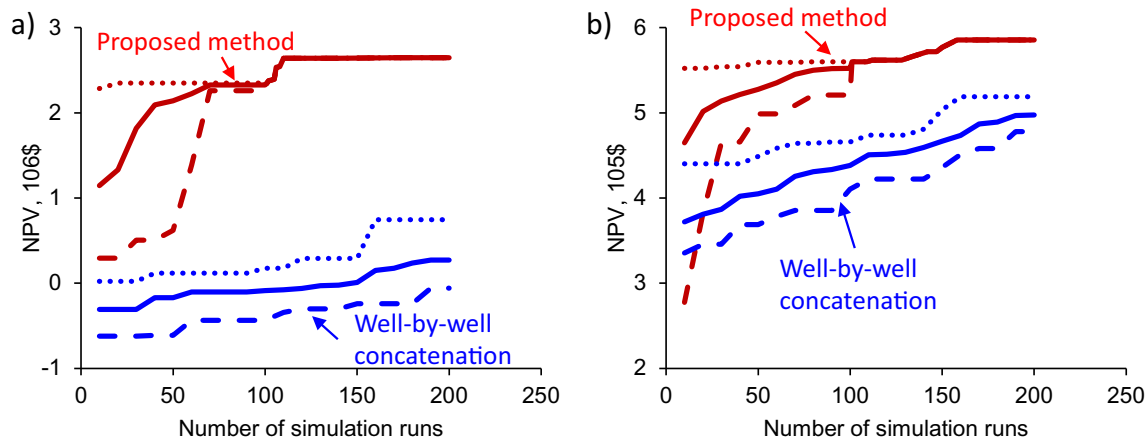 a)
Proposed method
3
2
1
0
-1
NPV, 106$
Well-by-well
concatenation
0
50
100
150
200
250
Number of simulation runs
b)
Proposed method
6
5
4
3
2
NPV, 105$
Well-by-well
concatenation
0
50
100
150
200
250
Number of simulation runs